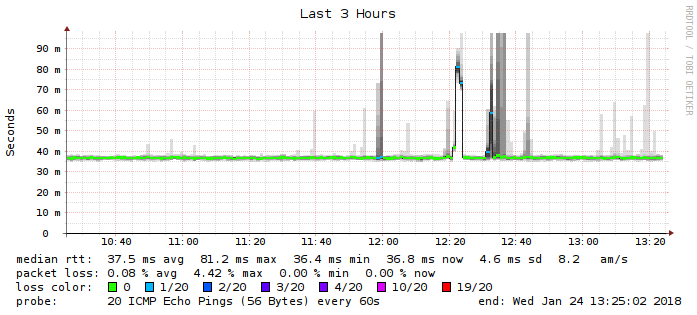 Last 3 Hours
RRDTOOL / TOBI OETIKER
Seconds
90 m
80 m
70 m
60 m
50 m
40 m
30 m
20 m
10 m
0
10:40 11:00 11:20 11:40 12:00 12:20 12:40 13:00 13:20
median rtt: 37.5 ms avg 81.2 ms max 36.4 ms min 36.8 ms now 4.6 ms sd 8.2 am/s
packet loss: 0.08 % avg 4.42 % max 0.00 % min 0.00 % now
loss color: 0 1/20 2/20 3/20 4/20 10/20 19/20
probe: 20 ICMP Echo Pings (56 Bytes) every 60s end: Wed Jan 24 13:25:02 2018